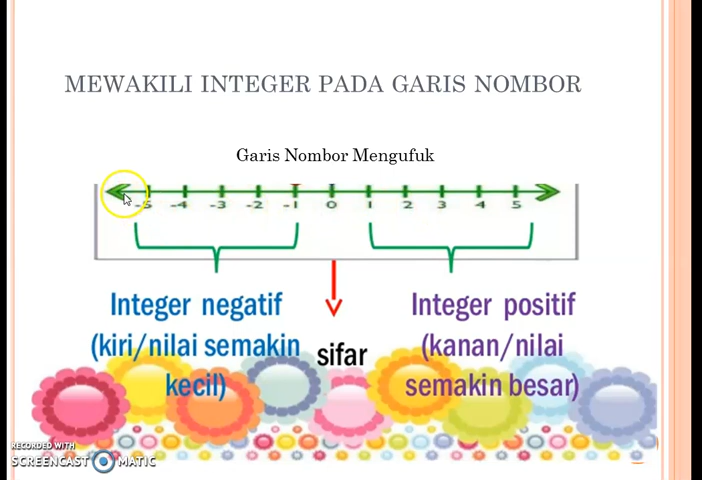 MEWAKILI INTEGER PADA GARIS NOMBOR
Garis Nombor Mengufuk
-5 -4 -3 -2 -1 0 1 2 3 4 5
Integer negatif
(kiri/nilai semakin
kecil)
sifar
Integer positif
(kanan/nilai
semakin besar)
RECORDED WITH
SCREENCAST MATIC